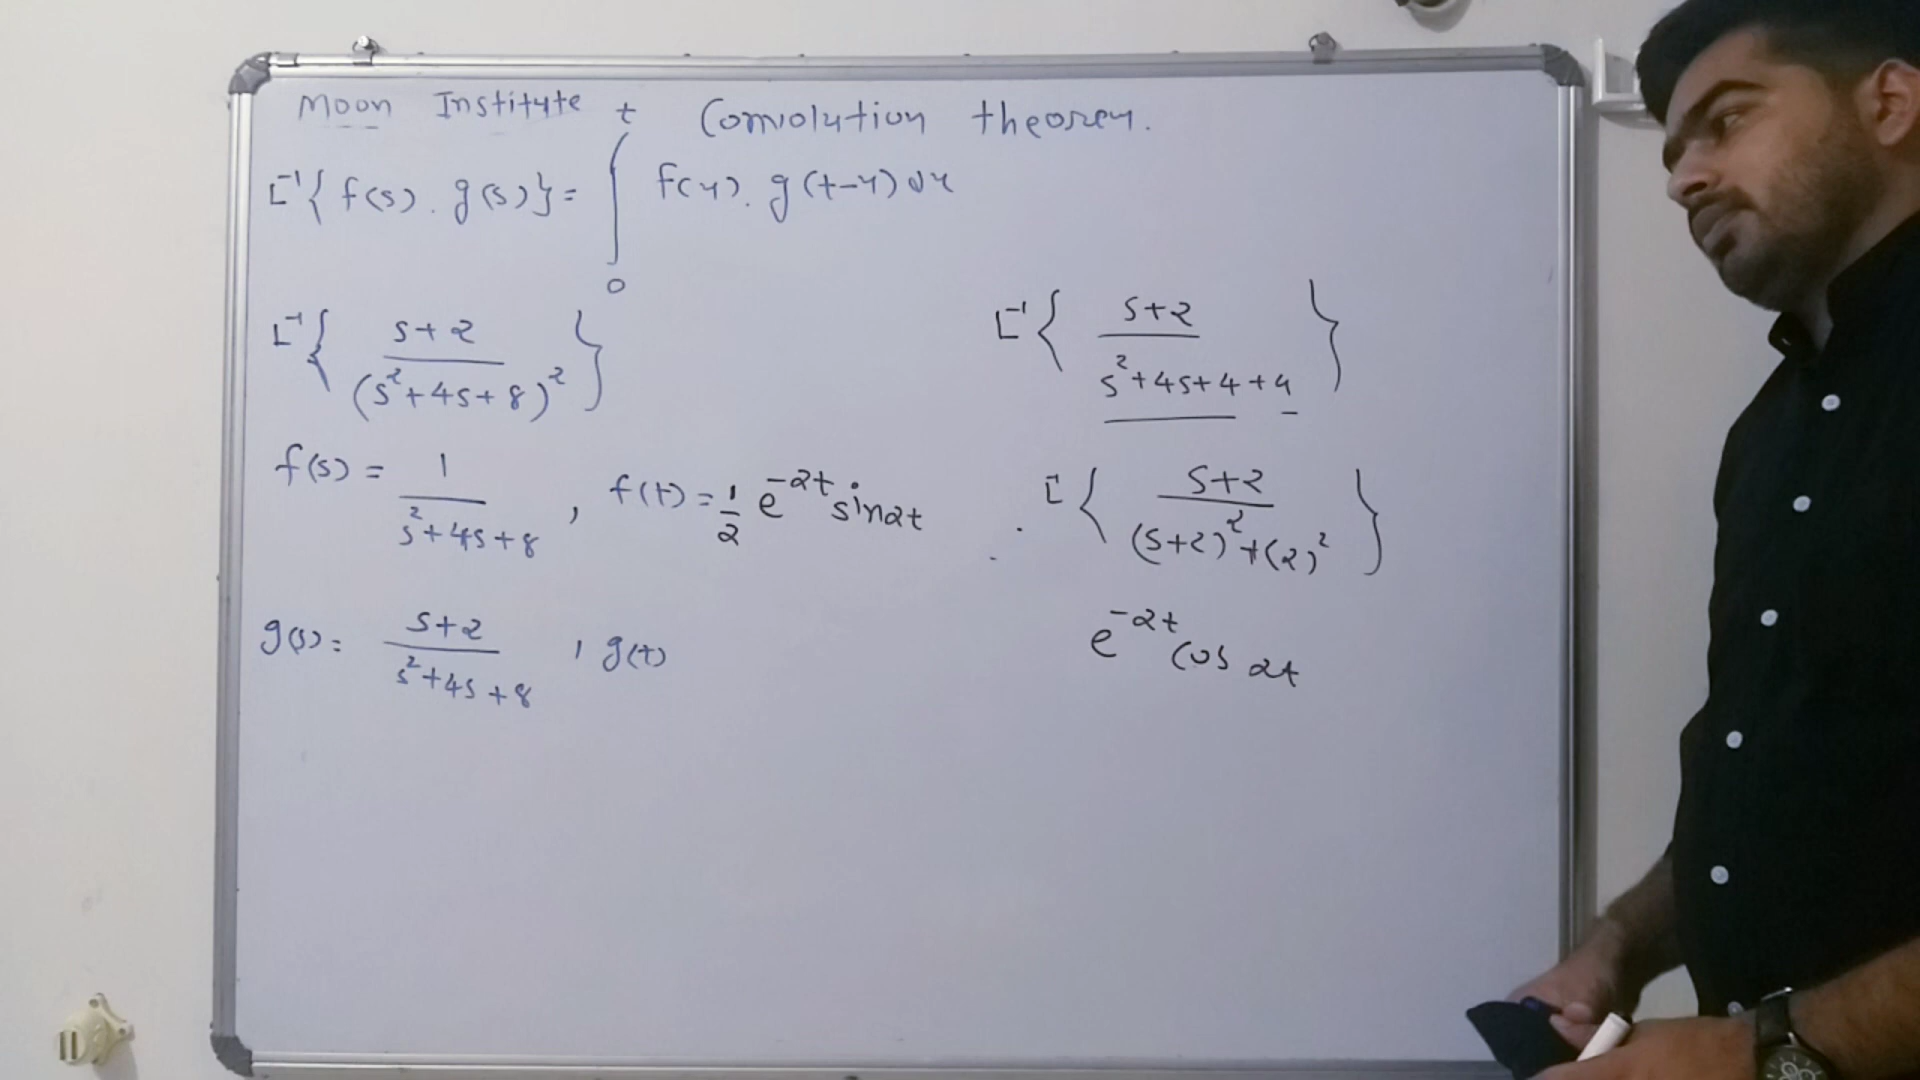 Moon Institute Convolution theorem.
L⁻¹{ f(s) . g(s) } = ∫₀ᵗ f(u) . g(t-u) du
L⁻¹{ s+2 / (s²+4s+8)² }
f(s) = 1 / s²+4s+8 , f(t) = 1/2 e^-2t sin2t
g(s) = s+2 / s²+4s+8 , g(t)
L⁻¹{ s+2 / s²+4s+4+4 }
L⁻¹{ s+2 / (s+2)²+(2)² }
e^-2t cos 2t